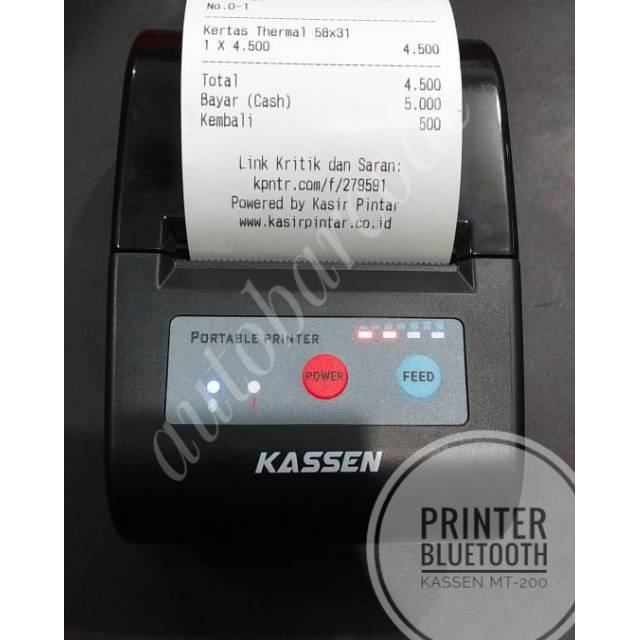 No.0-1
Kertas Thermal 58x31
1 X 4.500 4.500
Total 4.500
Bayar (Cash) 5.000
Kembali 500
Link Kritik dan Saran:
kpntr.com/f/279591
Powered by Kasir Pintar
www.kasirpintar.co.id
PORTABLE PRINTER
POWER FEED
KASSEN
PRINTER
BLUETOOTH
KASSEN MT-200